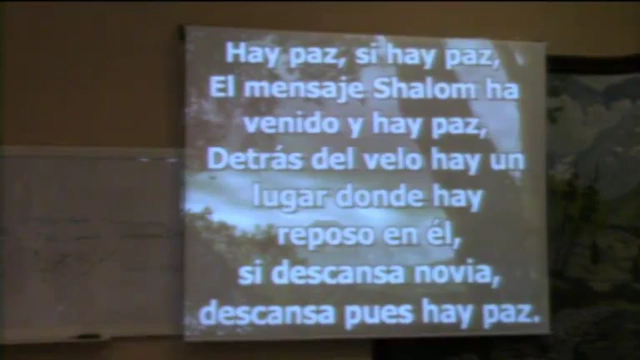 Hay paz, si hay paz,
El mensaje Shalom ha
venido y hay paz,
Detrás del velo hay un
lugar donde hay
reposo en él,
si descansa novia,
descansa pues hay paz.